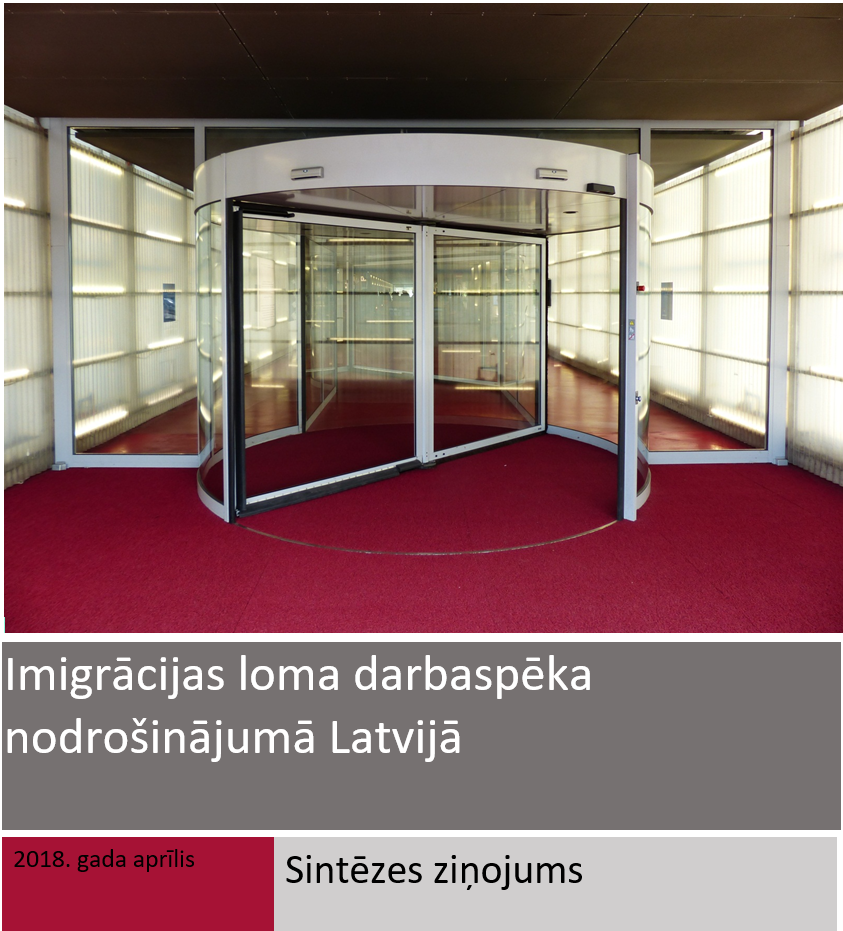 Imigrācijas loma darbaspēka
nodrošinājumā Latvijā
2018. gada aprīlis
Sintēzes ziņojums